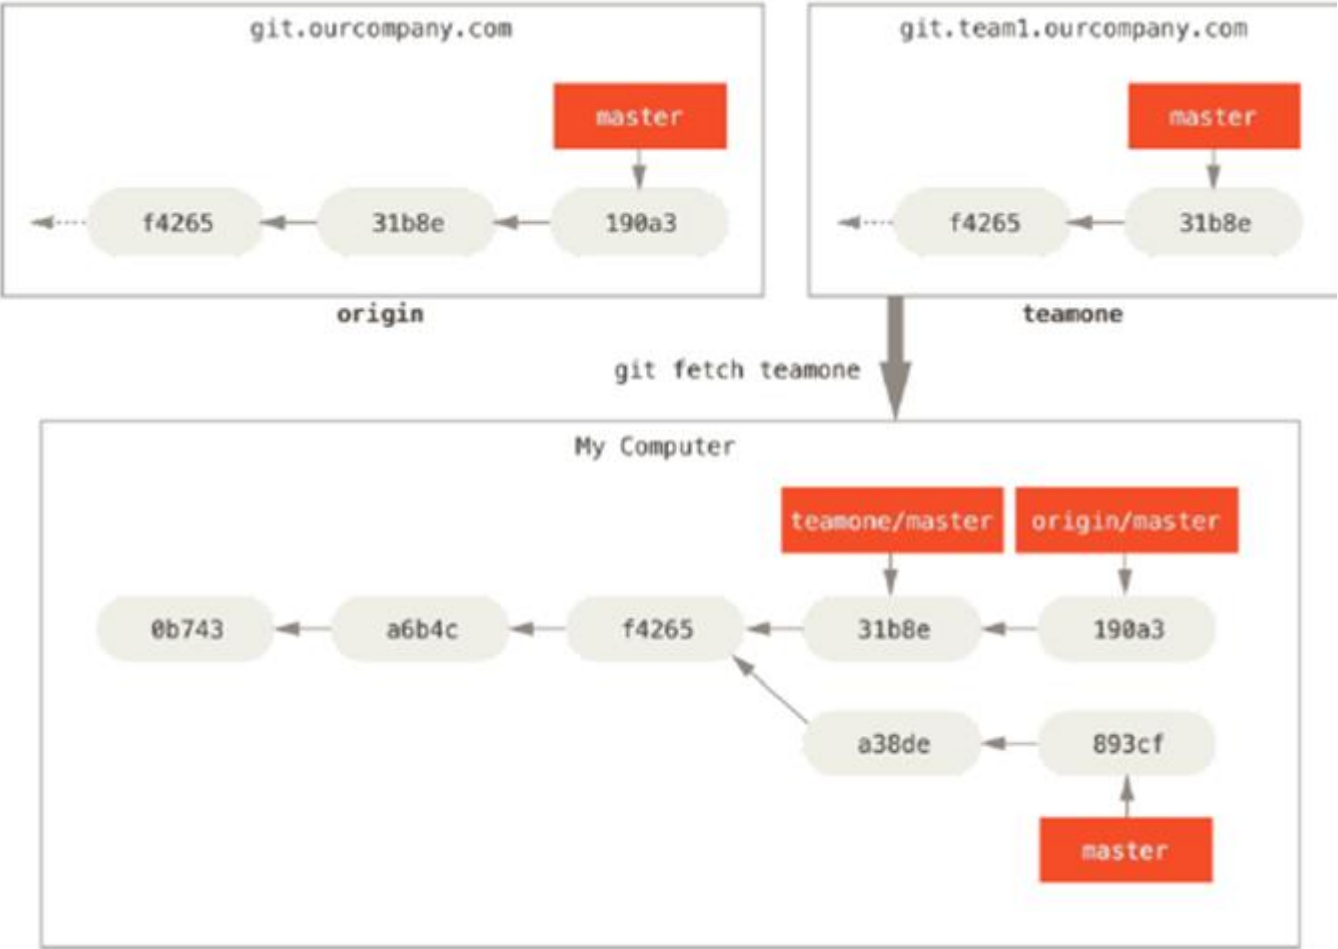 git.ourcompany.com
master
f4265
31b8e
190a3
origin
git.team1.ourcompany.com
master
f4265
31b8e
teamone
git fetch teamone
My Computer
teamone/master
origin/master
0b743
a6b4c
f4265
31b8e
190a3
a38de
893cf
master